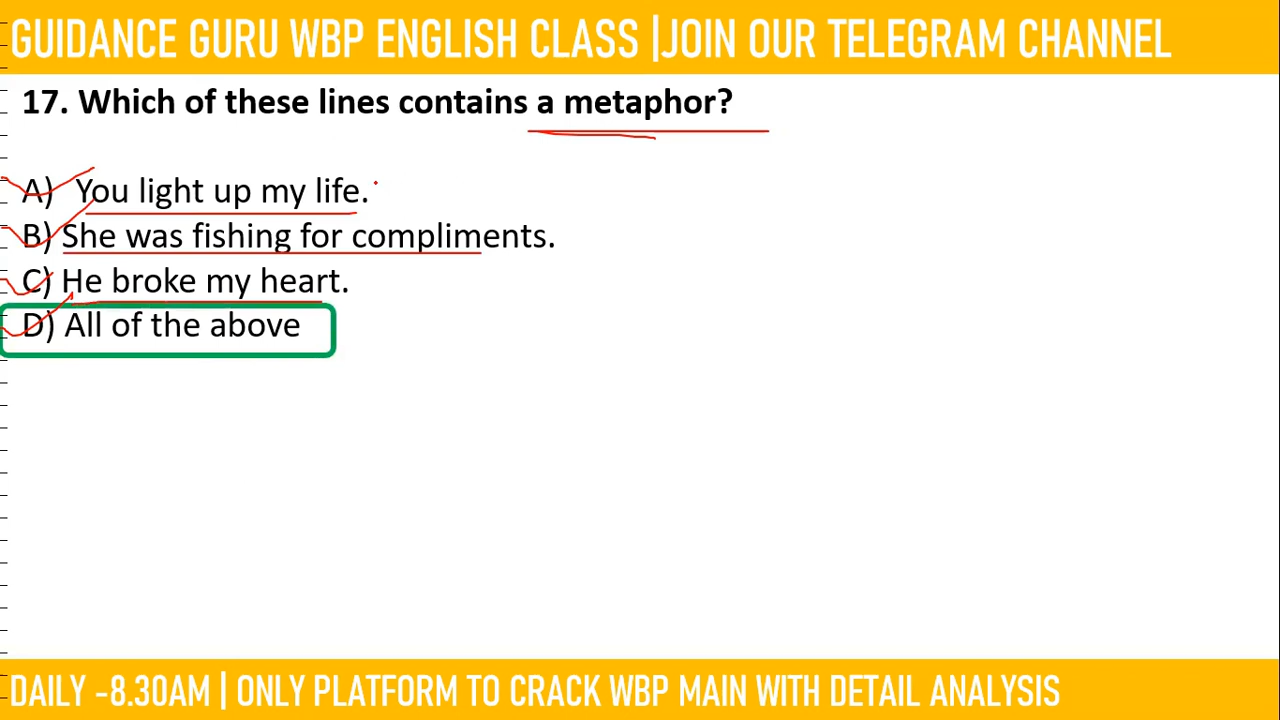 GUIDANCE GURU WBP ENGLISH CLASS |JOIN OUR TELEGRAM CHANNEL
17. Which of these lines contains a metaphor?
A) You light up my life.
B) She was fishing for compliments.
C) He broke my heart.
D) All of the above
DAILY -8.30AM | ONLY PLATFORM TO CRACK WBP MAIN WITH DETAIL ANALYSIS